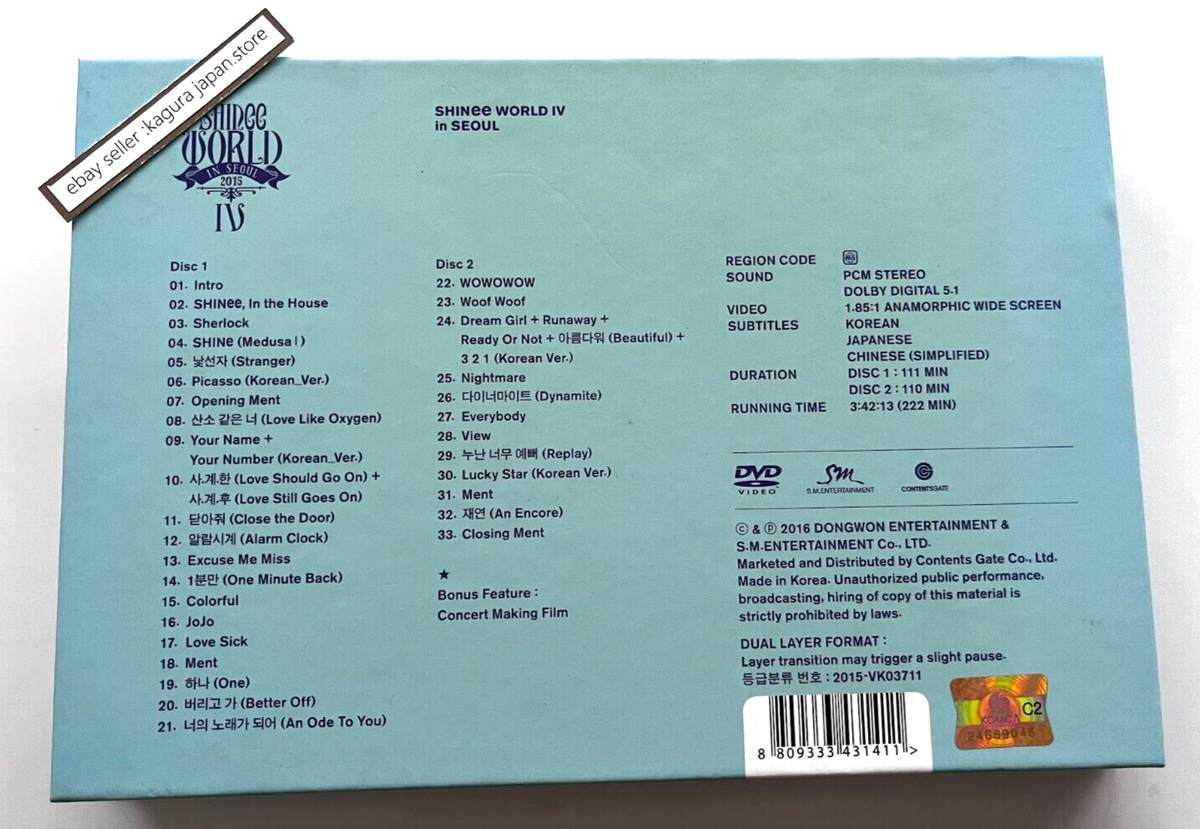 ebay seller :kagura japan.store
SHINee
WORLD
IN SEOUL
2015
IV
SHINee WORLD IV
in SEOUL
Disc 1
01. Intro
02. SHINee, In the House
03. Sherlock
04. SHINe (Medusa I)
05. 낯선자 (Stranger)
06. Picasso (Korean_Ver.)
07. Opening Ment
08. 산소 같은 너 (Love Like Oxygen)
09. Your Name +
Your Number (Korean_Ver.)
10. 사.계.한 (Love Should Go On) +
사.계.후 (Love Still Goes On)
11. 닫아줘 (Close the Door)
12. 알람시계 (Alarm Clock)
13. Excuse Me Miss
14. 1분만 (One Minute Back)
15. Colorful
16. JoJo
17. Love Sick
18. Ment
19. 하나 (One)
20. 버리고 가 (Better Off)
21. 너의 노래가 되어 (An Ode To You)
Disc 2
22. WOWOWOW
23. Woof Woof
24. Dream Girl + Runaway +
Ready Or Not + 아름다워 (Beautiful) +
3 2 1 (Korean Ver.)
25. Nightmare
26. 다이너마이트 (Dynamite)
27. Everybody
28. View
29. 누난 너무 예뻐 (Replay)
30. Lucky Star (Korean Ver.)
31. Ment
32. 재연 (An Encore)
33. Closing Ment
★
Bonus Feature :
Concert Making Film
REGION CODE ALL
SOUND PCM STEREO
DOLBY DIGITAL 5.1
VIDEO 1.85:1 ANAMORPHIC WIDE SCREEN
SUBTITLES KOREAN
JAPANESE
CHINESE (SIMPLIFIED)
DURATION DISC 1 : 111 MIN
DISC 2 : 110 MIN
RUNNING TIME 3:42:13 (222 MIN)
DVD
VIDEO
SM
S.M.ENTERTAINMENT
CONTENTSGATE
© & ℗ 2016 DONGWON ENTERTAINMENT &
S.M.ENTERTAINMENT Co., LTD.
Marketed and Distributed by Contents Gate Co., Ltd.
Made in Korea. Unauthorized public performance,
broadcasting, hiring of copy of this material is
strictly prohibited by laws.
DUAL LAYER FORMAT :
Layer transition may trigger a slight pause.
등급분류 번호 : 2015-VK03711
8 809333 431411 >
KOMCA
C2
24669046